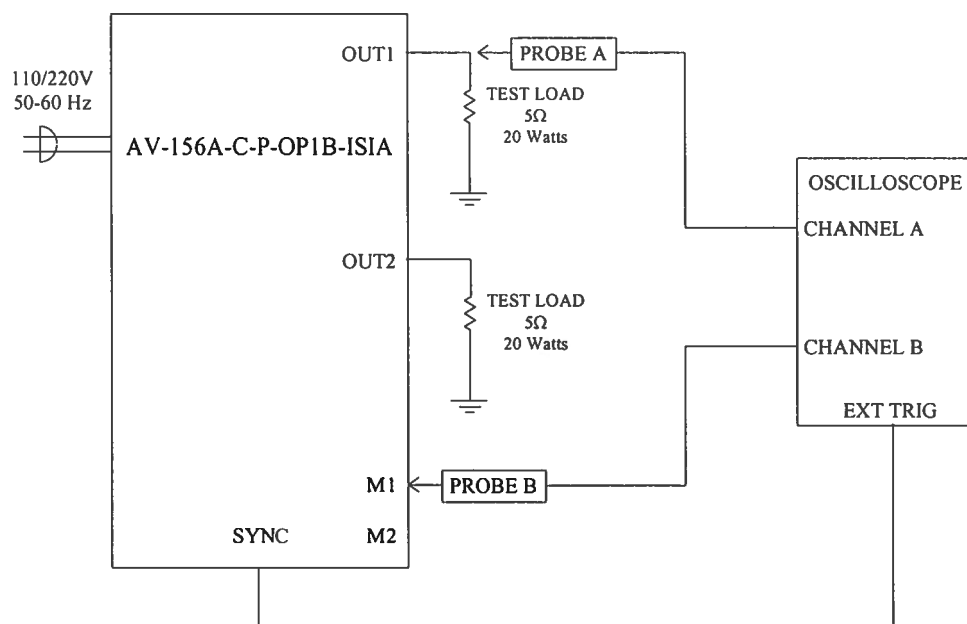 OUT1
PROBE A
110/220V
50-60 Hz
TEST LOAD
5Ω
20 Watts
AV-156A-C-P-OP1B-ISIA
OSCILLOSCOPE
CHANNEL A
OUT2
TEST LOAD
5Ω
20 Watts
CHANNEL B
EXT TRIG
M1
PROBE B
SYNC
M2